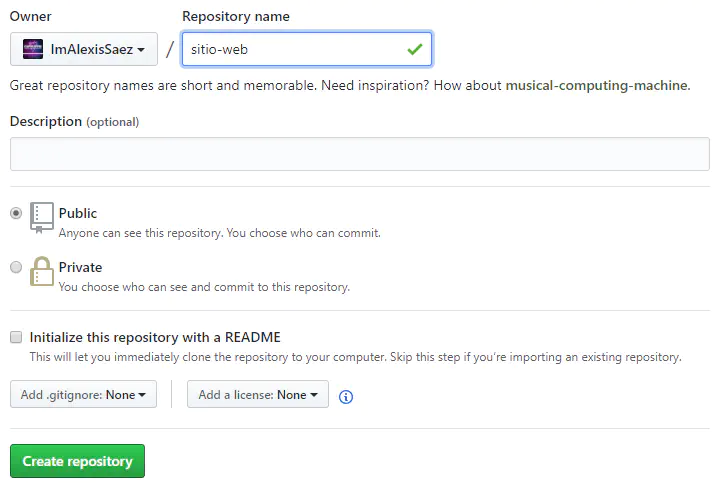 Owner Repository name
ImAlexisSaez / sitio-web
Great repository names are short and memorable. Need inspiration? How about musical-computing-machine.
Description (optional)
Public
Anyone can see this repository. You choose who can commit.
Private
You choose who can see and commit to this repository.
Initialize this repository with a README
This will let you immediately clone the repository to your computer. Skip this step if you’re importing an existing repository.
Add .gitignore: None Add a license: None
Create repository